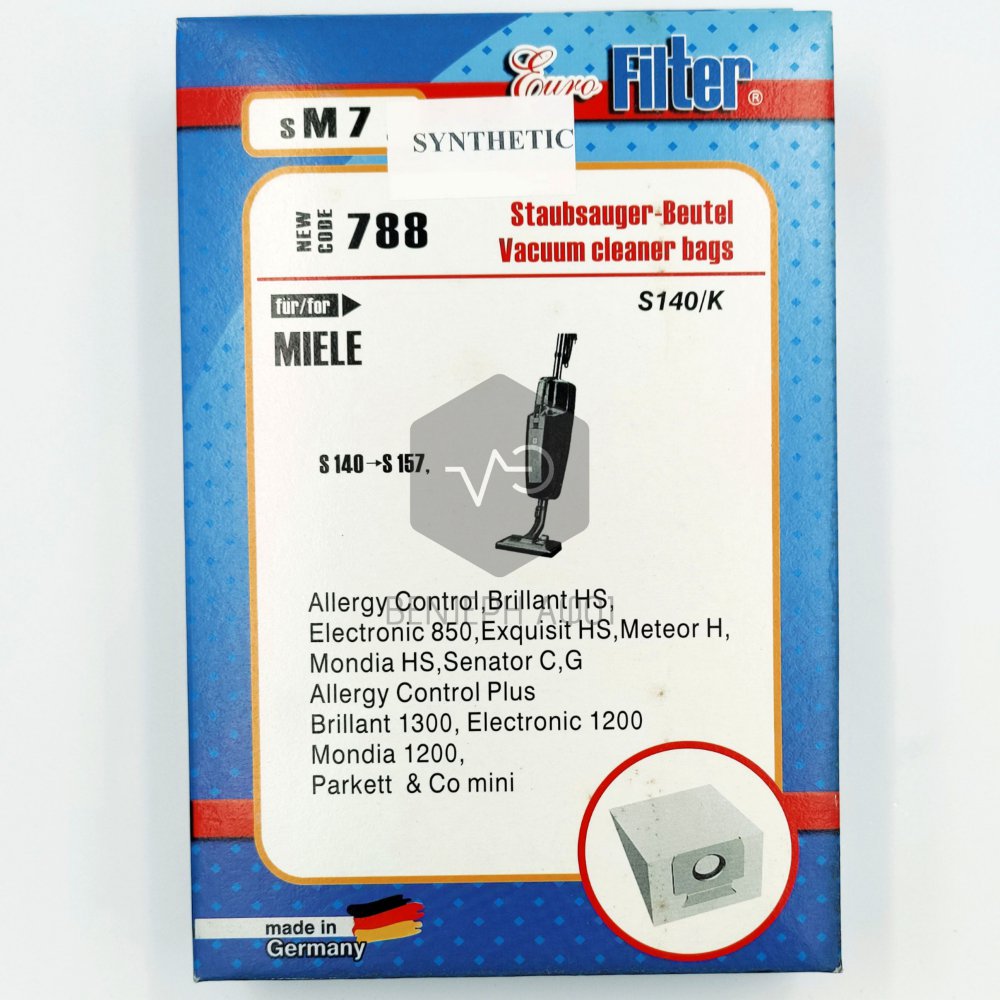 Euro Filter®
s M 7
SYNTHETIC
NEW CODE 788
Staubsauger-Beutel
Vacuum cleaner bags
für/for
S140/K
MIELE
S 140→S 157,
Allergy Control,Brillant HS,
Electronic 850,Exquisit HS,Meteor H,
Mondia HS,Senator C,G
Allergy Control Plus
Brillant 1300, Electronic 1200
Mondia 1200,
Parkett & Co mini
made in
Germany